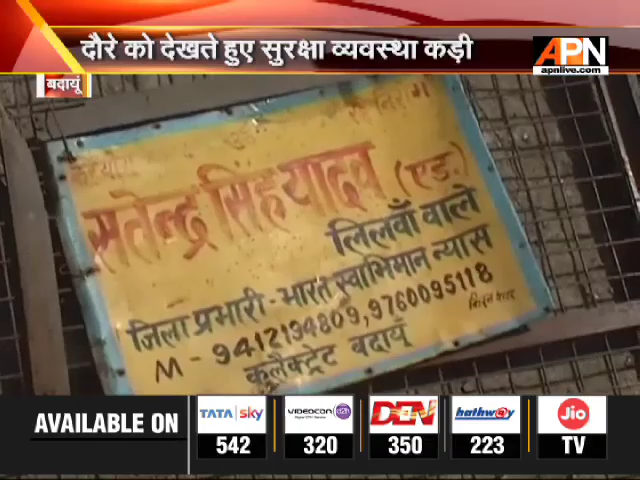 दौरे को देखते हुए सुरक्षा व्यवस्था कड़ी
APN
apnlive.com
बदायूं
सतेन्द्र सिंह यादव (एड.)
लिलवाँ वाले
जिला प्रभारी - भारत स्वाभिमान न्यास
M - 9412194809, 9760095118
कलैक्ट्रेट बदायूं
AVAILABLE ON
TATA sky
542
VIDEOCON d2h
320
DEN
350
hathway
223
Jio
TV